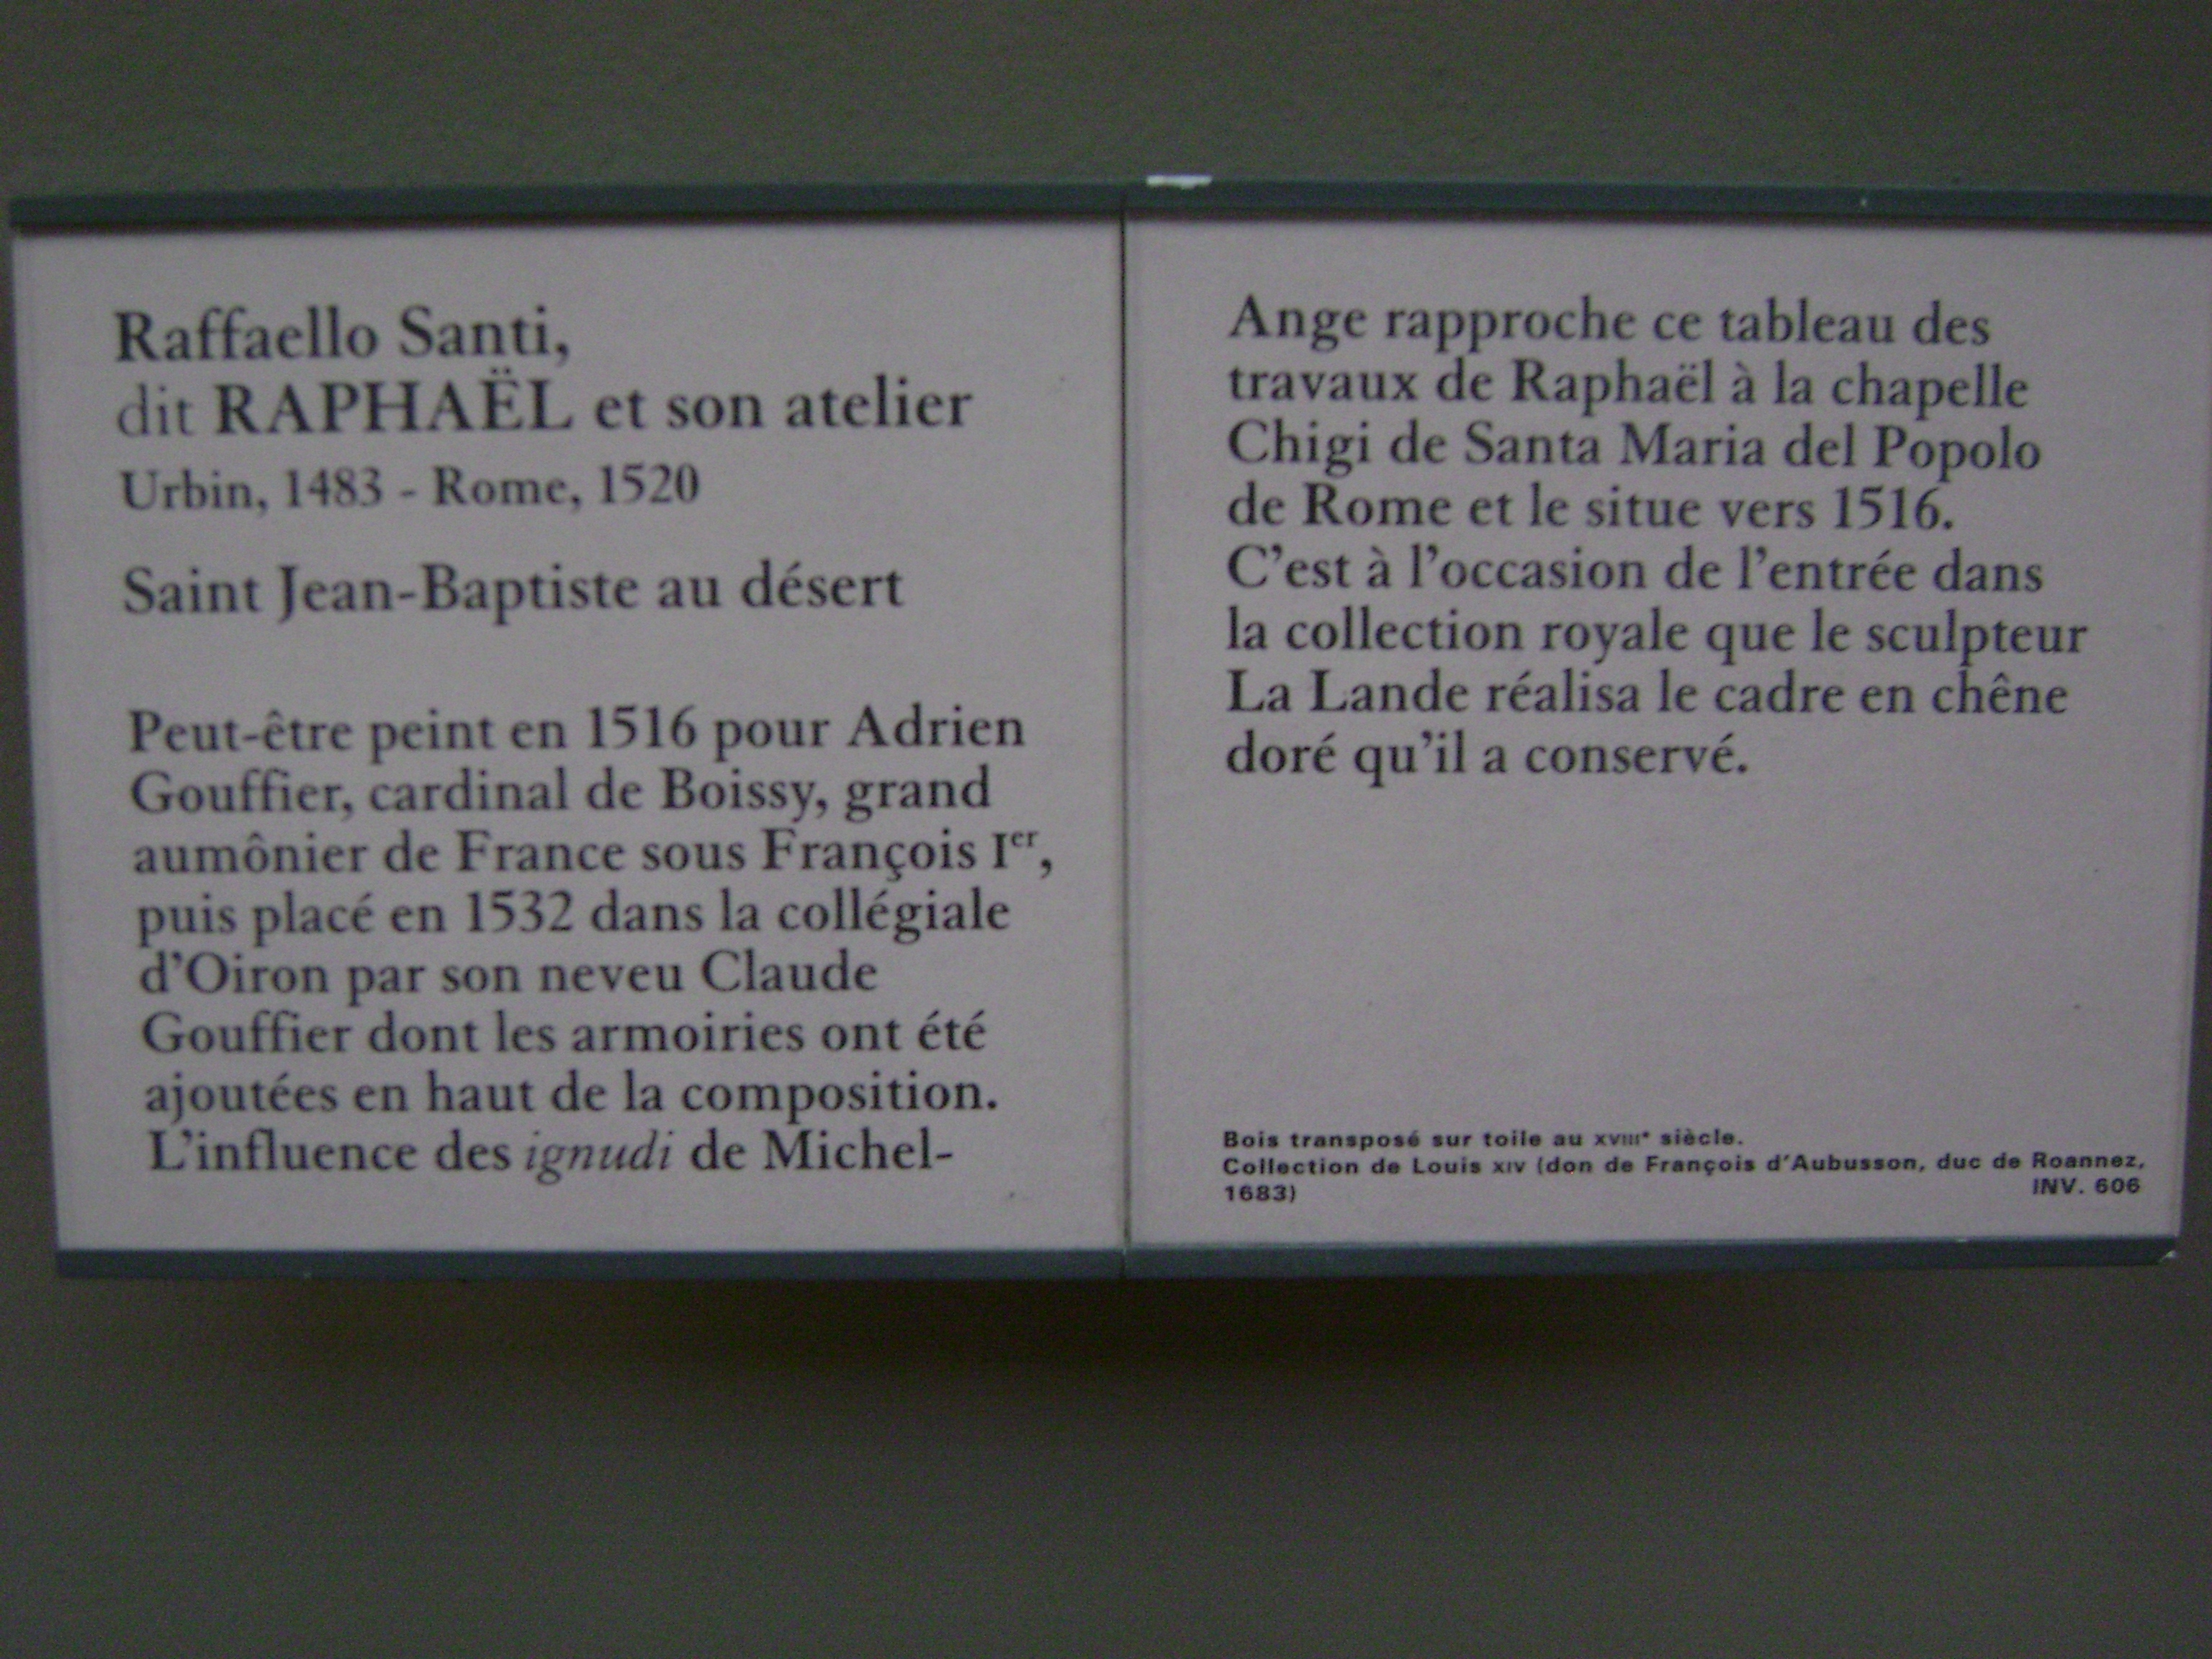 Raffaello Santi,
dit RAPHAËL et son atelier
Urbin, 1483 - Rome, 1520
Saint Jean-Baptiste au désert
Peut-être peint en 1516 pour Adrien
Gouffier, cardinal de Boissy, grand
aumônier de France sous François Ier,
puis placé en 1532 dans la collégiale
d'Oiron par son neveu Claude
Gouffier dont les armoiries ont été
ajoutées en haut de la composition.
L'influence des ignudi de Michel-
Ange rapproche ce tableau des
travaux de Raphaël à la chapelle
Chigi de Santa Maria del Popolo
de Rome et le situe vers 1516.
C'est à l'occasion de l'entrée dans
la collection royale que le sculpteur
La Lande réalisa le cadre en chêne
doré qu'il a conservé.
Bois transposé sur toile au XVIIIe siècle.
Collection de Louis XIV (don de François d'Aubusson, duc de Roannez,
1683) INV. 606